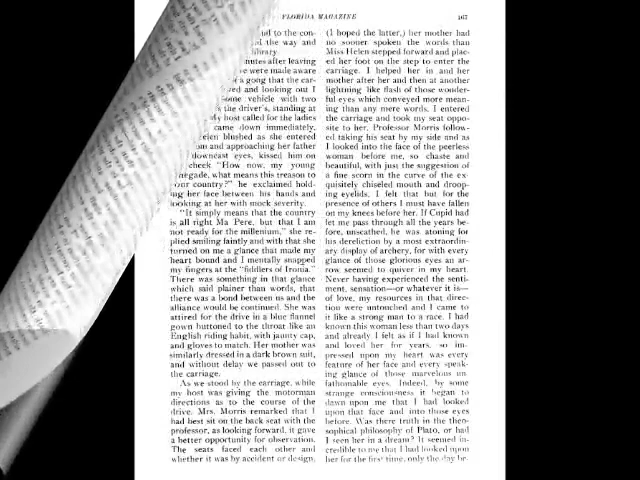 FLORIDA MAGAZINE
and to the con-
the way and
library.
minutes after leaving
we were made aware
a gong that the car-
and looking out I
some vehicle with two
the driver's, standing at
My host called for the ladies
came down immediately.
Helen blushed as she entered
and approaching her father
downcast eyes, kissed him on
cheek "How now, my young
renegade, what means this treason to
our country?" he exclaimed hold-
ing her face between his hands and
looking at her with mock severity.
"It simply means that the country
is all right Ma Pere, but that I am
not ready for the millenium," she re-
plied smiling faintly and with that she
turned on me a glance that made my
heart bound and I mentally snapped
my fingers at the "fiddlers of Ironia."
There was something in that glance
which said plainer than words, that
there was a bond between us and the
alliance would be continued. She was
attired for the drive in a blue flannel
gown buttoned to the throat like an
English riding habit, with jaunty cap,
and gloves to match. Her mother was
similarly dressed in a dark brown suit,
and without delay we passed out to
the carriage.
As we stood by the carriage, while
my host was giving the motorman
directions as to the course of the
drive. Mrs. Morris remarked that I
had best sit on the back seat with the
professor, as looking forward, it gave
a better opportunity for observation.
The seats faced each other and
whether it was by accident or design,
(I hoped the latter,) her mother had
no sooner spoken the words than
Miss Helen stepped forward and plac-
ed her foot on the step to enter the
carriage. I helped her in and her
mother after her and then at another
lightning like flash of those wonder-
ful eyes which conveyed more mean-
ing than any mere words. I entered
the carriage and took my seat oppo-
site to her. Professor Morris follow-
ed taking his seat by my side and as
I looked into the face of the peerless
woman before me, so chaste and
beautiful, with just the suggestion of
a fine scorn in the curve of the ex-
quisitely chiseled mouth and droop-
ing eyelids, I felt that but for the
presence of others I must have fallen
on my knees before her. If Cupid had
let me pass through all the years be-
fore, unscathed, he was atoning for
his dereliction by a most extraordin-
ary display of archery, for with every
glance of those glorious eyes an ar-
row seemed to quiver in my heart.
Never having experienced the senti-
ment, sensation—or whatever it is—
of love, my resources in that direc-
tion were untouched and I came to
it like a strong man to a race. I had
known this woman less than two days
and already I felt as if I had known
and loved her for years, so im-
pressed upon my heart was every
feature of her face and every speak-
ing glance of those marvelous un-
fathomable eyes. Indeed, by some
strange consciousness it began to
dawn upon me that I had looked
upon that face and into those eyes
before. Was there truth in the theo-
sophical philosophy of Plato, or had
I seen her in a dream? It seemed in-
credible to me that I had looked upon
her for the first time, only the day be-